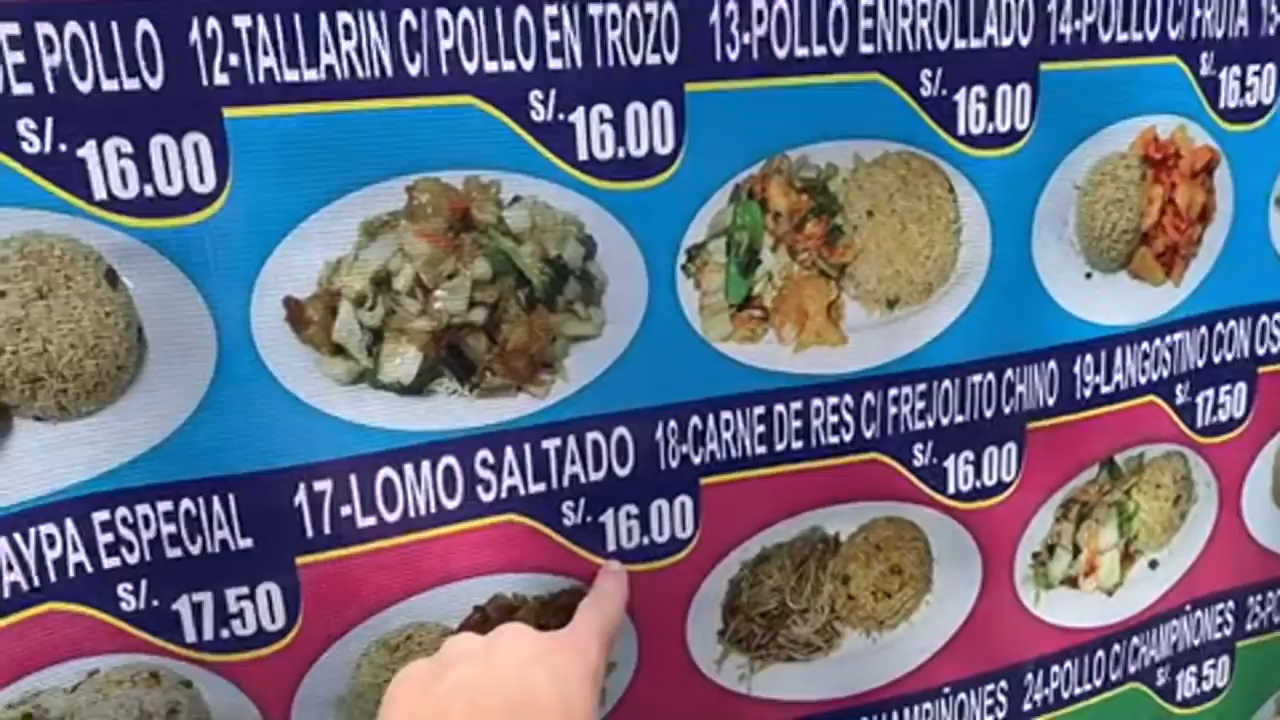 E POLLO
S/. 16.00
12-TALLARIN C/ POLLO EN TROZO
S/. 16.00
13-POLLO ENRROLLADO
S/. 16.00
14-POLLO C/ FRUTA
S/. 16.50
AYPA ESPECIAL
S/. 17.50
17-LOMO SALTADO
S/. 16.00
18-CARNE DE RES C/ FREJOLITO CHINO
S/. 16.00
19-LANGOSTINO CON OS
S/. 17.50
CHAMPIÑONES
24-POLLO C/ CHAMPIÑONES
S/. 16.50